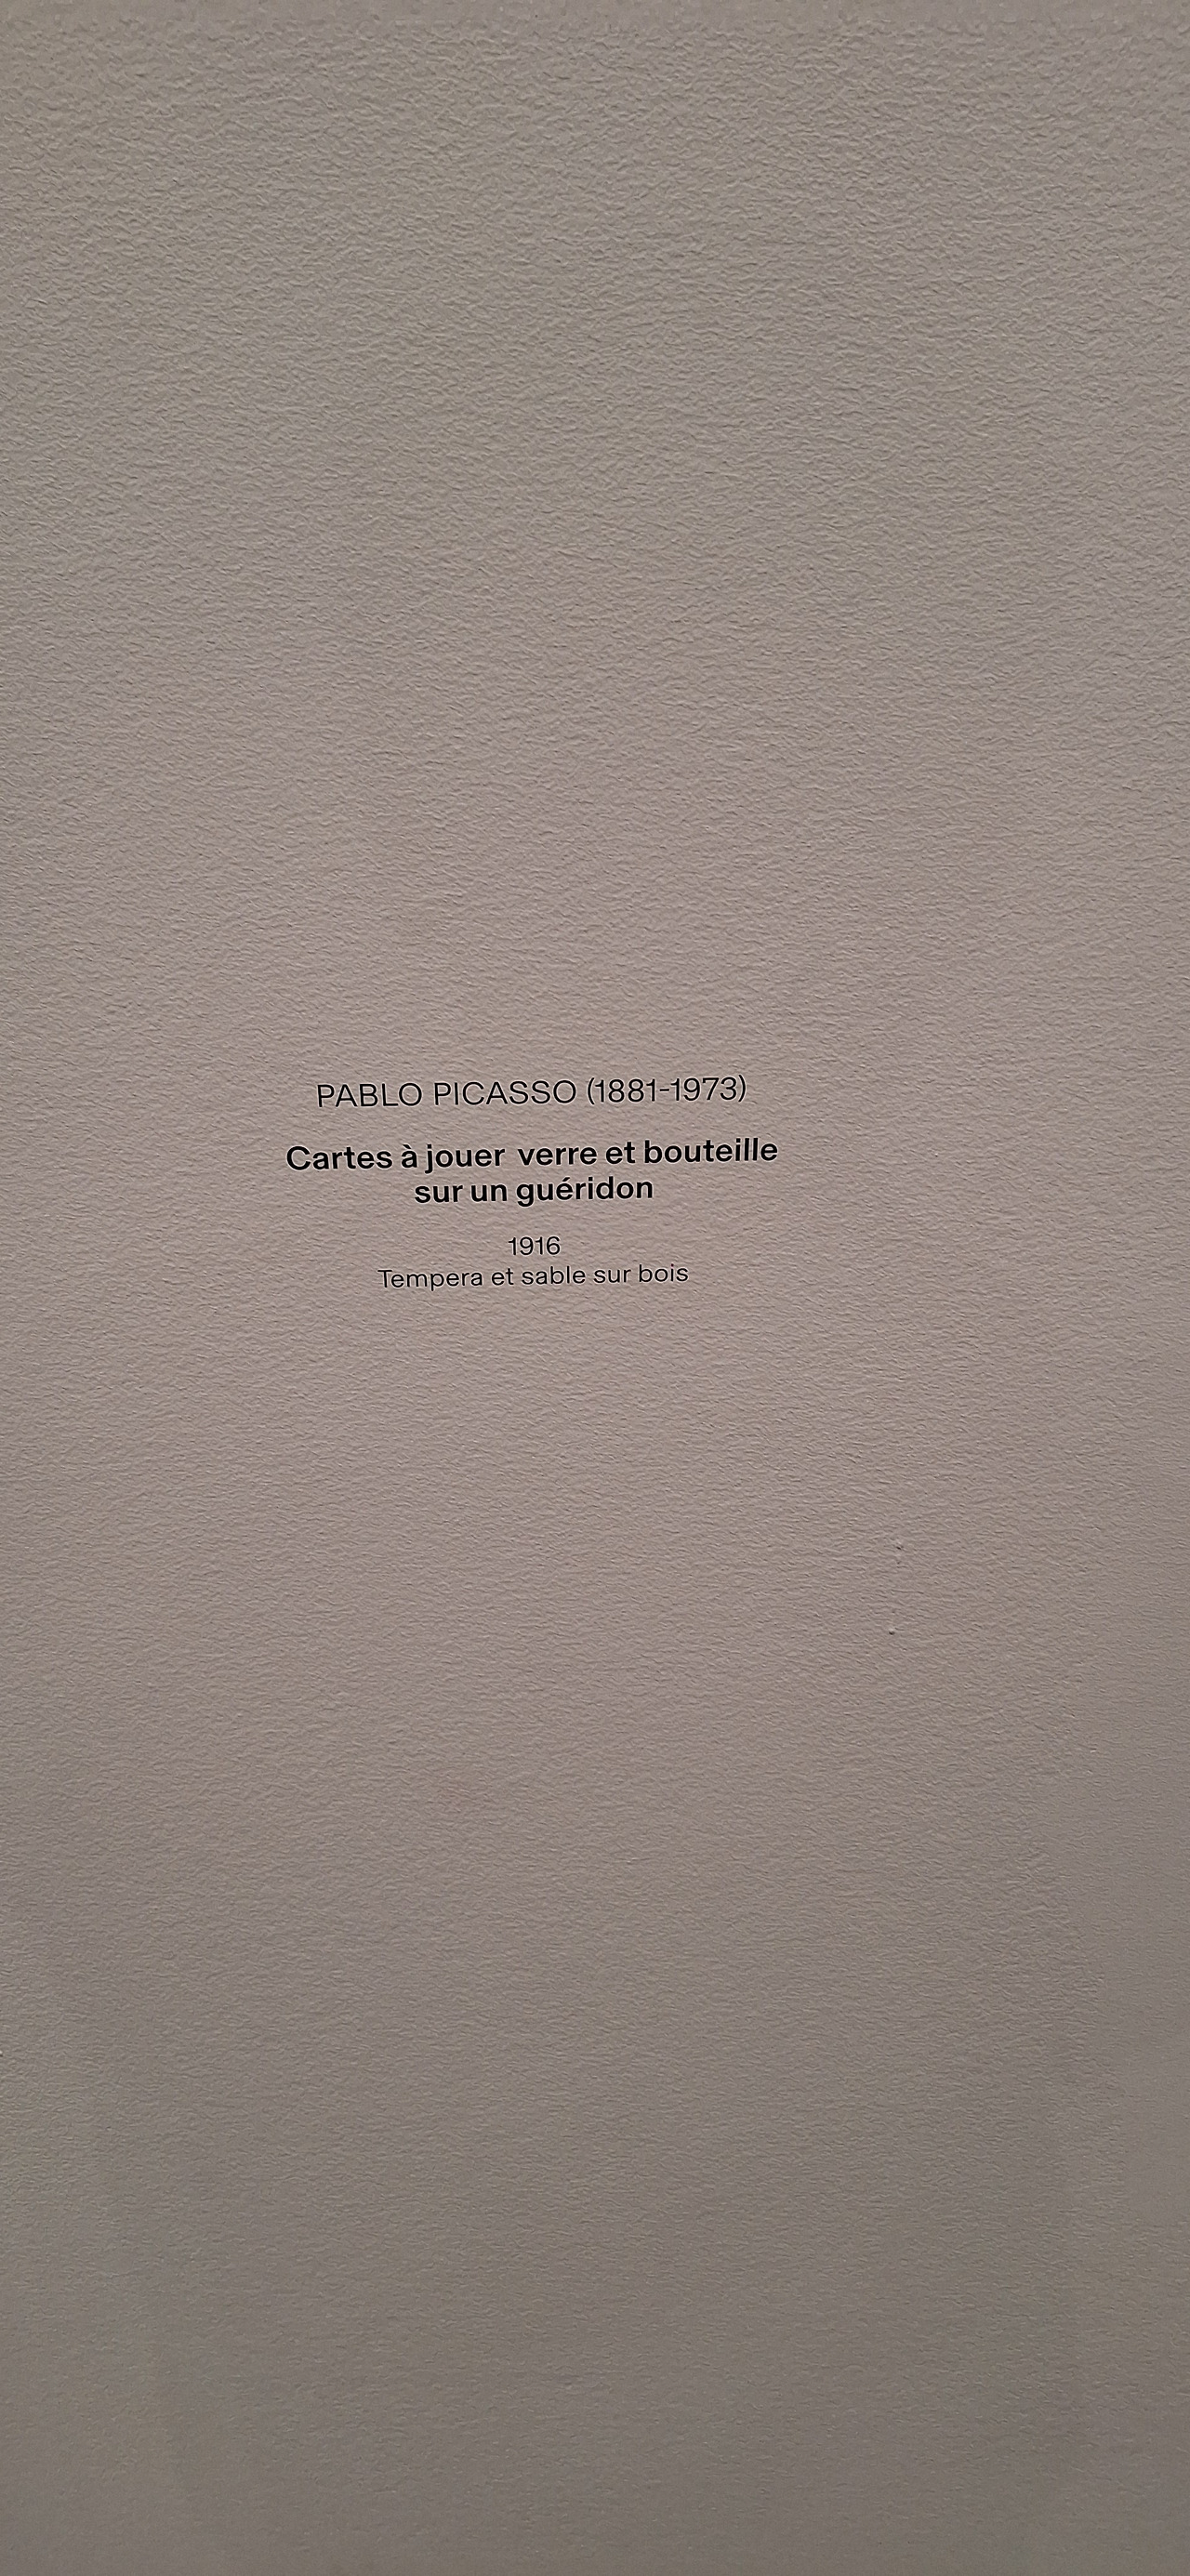 PABLO PICASSO (1881-1973)
Cartes à jouer  verre et bouteille
sur un guéridon
1916
Tempera et sable sur bois